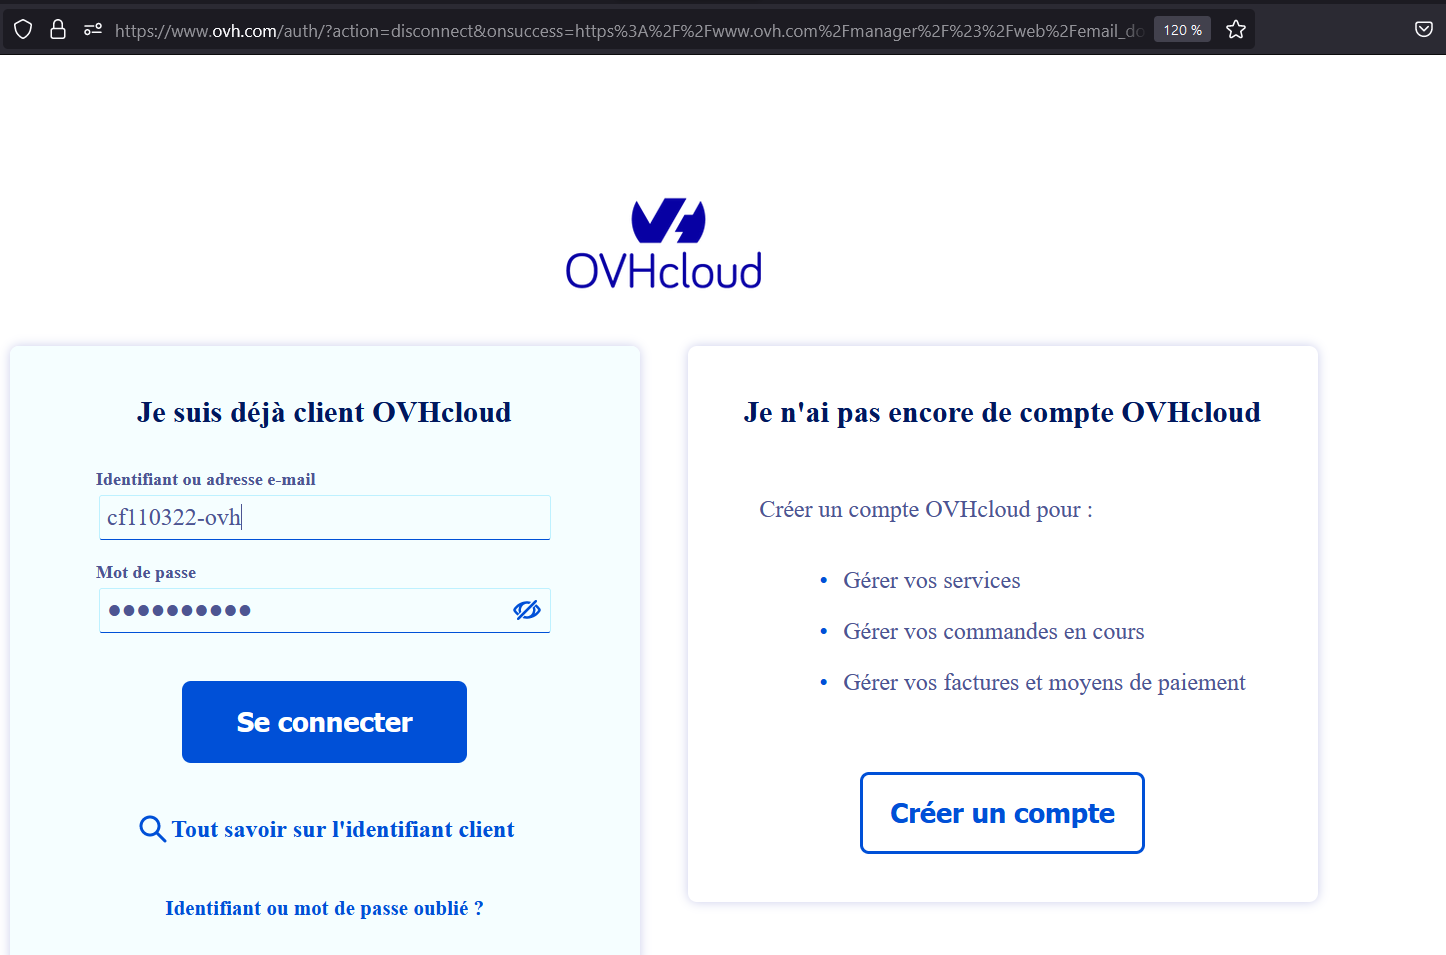 https://www.ovh.com/auth/?action=disconnect&onsuccess=https%3A%2F%2Fwww.ovh.com%2Fmanager%2F%23%2Fweb%2Femail_do
120 %
OVHcloud
Je suis déjà client OVHcloud
Identifiant ou adresse e-mail
cf110322-ovh
Mot de passe
●●●●●●●●●●
Se connecter
Tout savoir sur l'identifiant client
Identifiant ou mot de passe oublié ?
Je n'ai pas encore de compte OVHcloud
Créer un compte OVHcloud pour :
• Gérer vos services
• Gérer vos commandes en cours
• Gérer vos factures et moyens de paiement
Créer un compte